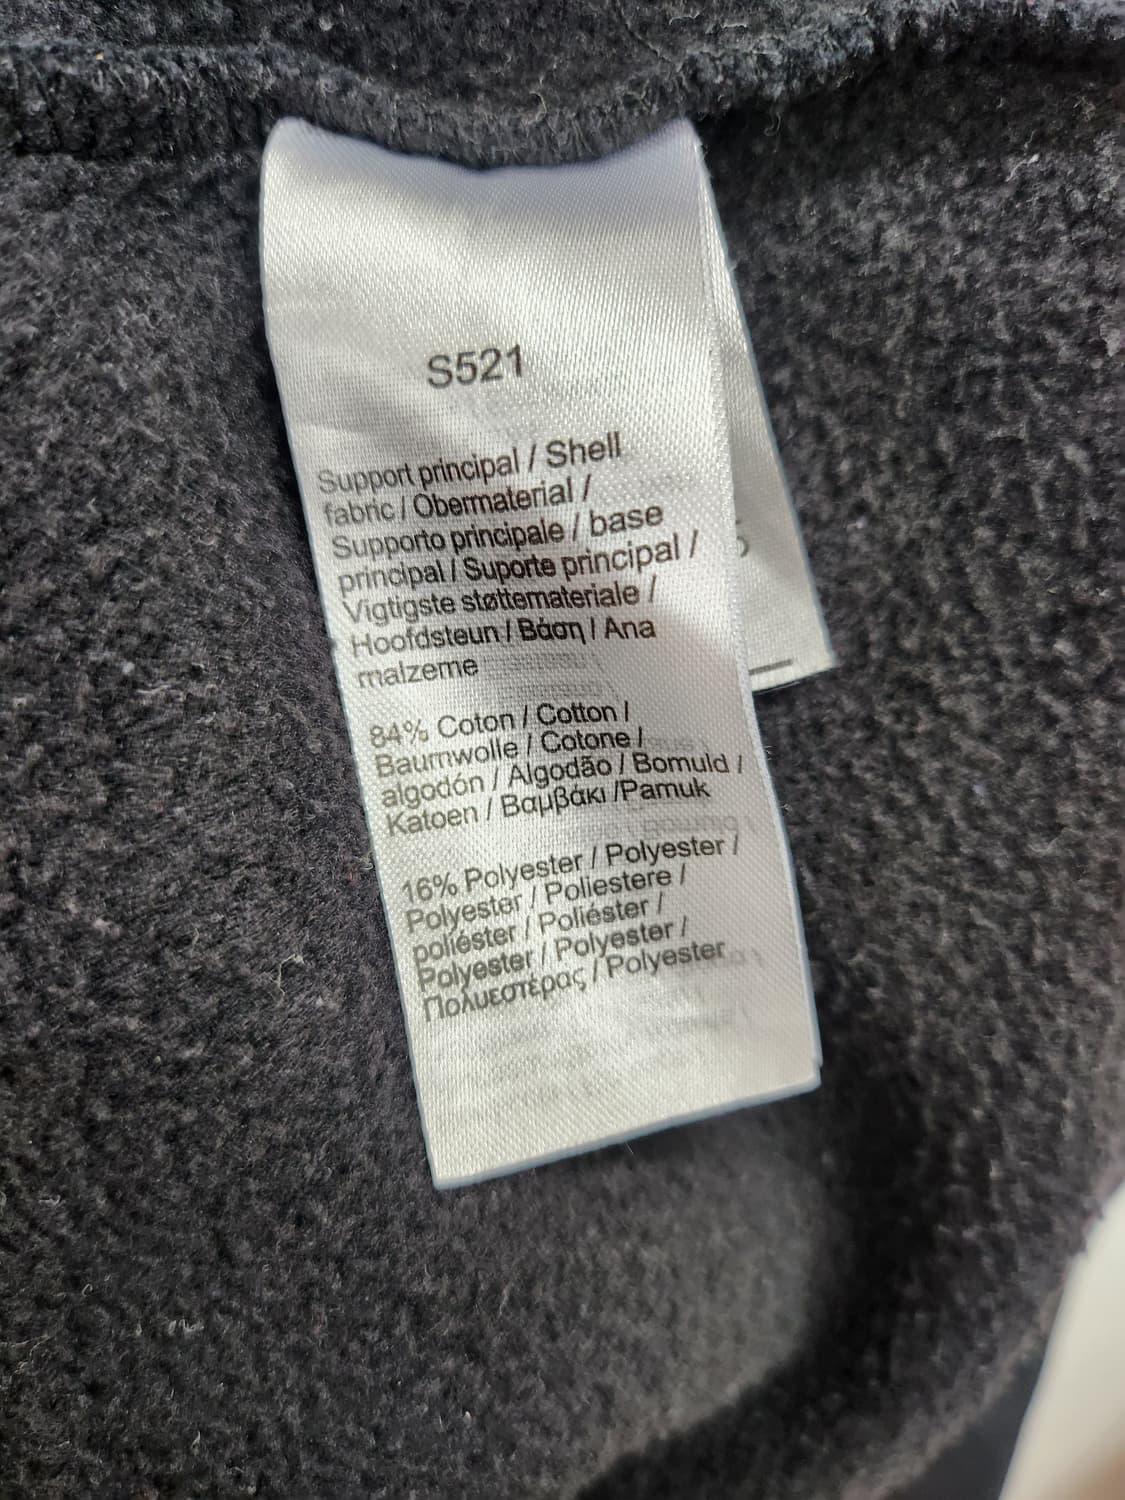 S521
Support principal / Shell
fabric / Obermaterial /
Supporto principale / base
principal / Suporte principal /
Vigtigste støttemateriale /
Hoofdsteun / Βάση / Ana
malzeme
84% Coton / Cotton /
Baumwolle / Cotone /
algodón / Algodão / Bomuld /
Katoen / Βαμβάκι /Pamuk
16% Polyester / Polyester /
Polyester / Poliestere /
poliéster / Poliéster /
Polyester / Polyester /
Πολυεστέρας / Polyester